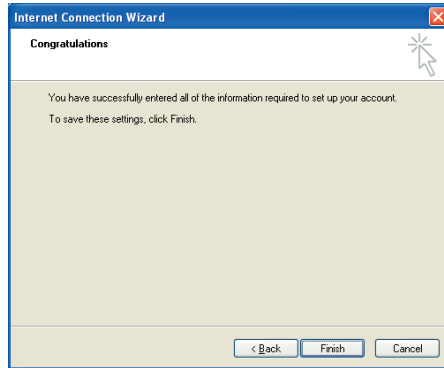 Internet Connection Wizard
Congratulations
You have successfully entered all of the information required to set up your account.
To save these settings, click Finish.
< Back
Finish
Cancel